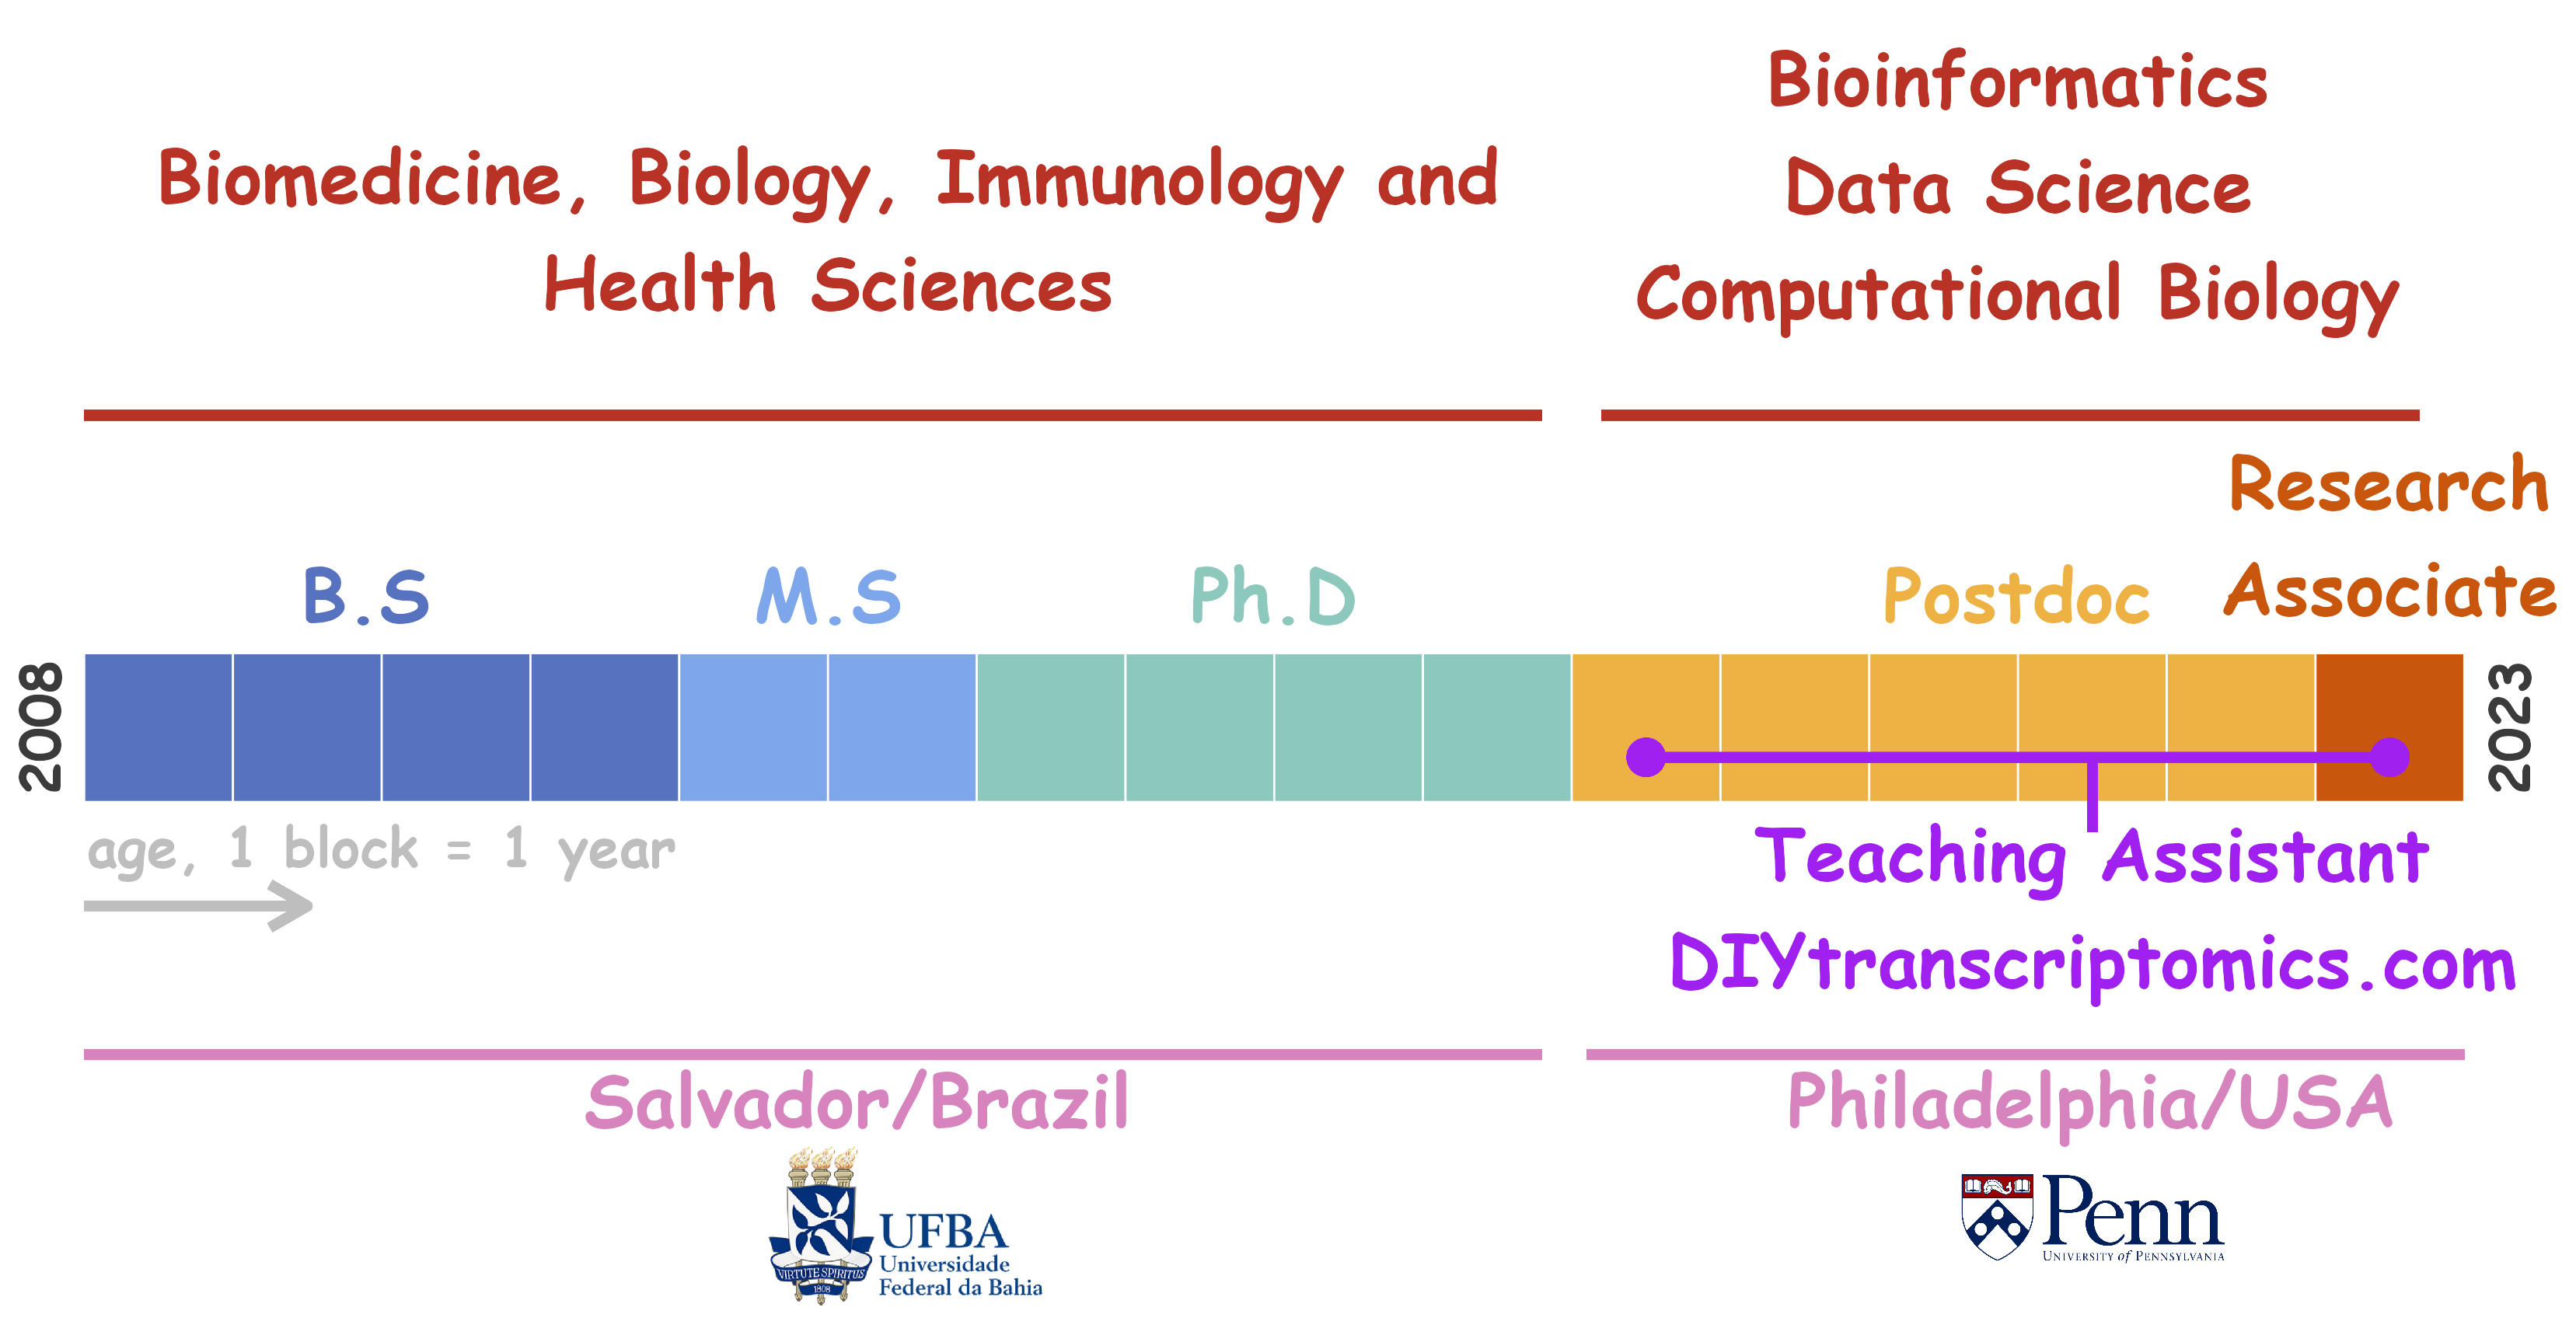 Biomedicine, Biology, Immunology and
Health Sciences
Bioinformatics
Data Science
Computational Biology
B.S
M.S
Ph.D
Postdoc
Research
Associate
2008
2023
age, 1 block = 1 year
Teaching Assistant
DIYtranscriptomics.com
Salvador/Brazil
Philadelphia/USA
VIRTUTE SPIRITUS
1808
UFBA
Universidade
Federal da Bahia
Penn
UNIVERSITY of PENNSYLVANIA